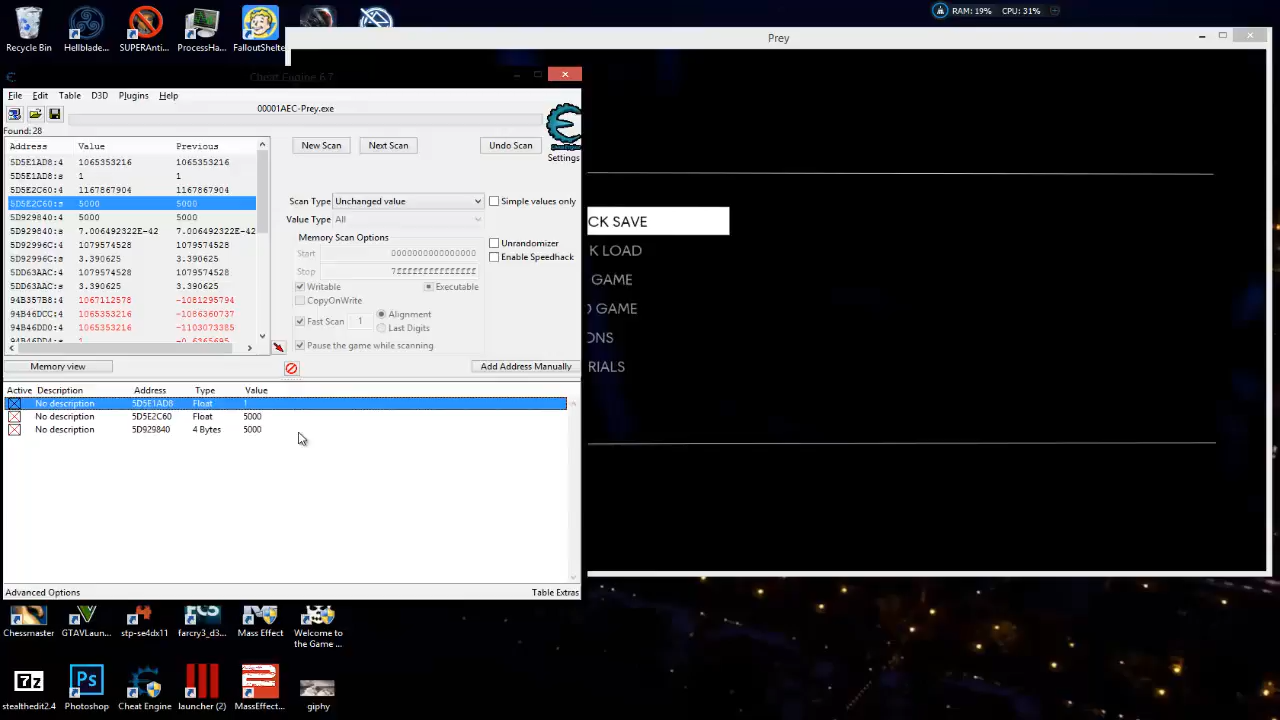 RAM: 19% CPU: 31%
Recycle Bin
Hellblade...
SUPERAnti...
ProcessHa...
FalloutShelte
Prey
Cheat Engine 6.7
File Edit Table D3D Plugins Help
00001AEC-Prey.exe
Found: 28
Settings
Address Value Previous
5D5E1AD8:4 1065353216 1065353216
5D5E1AD8:s 1 1
5D5E2C60:4 1167867904 1167867904
5D5E2C60:s 5000 5000
5D929840:4 5000 5000
5D929840:s 7.006492322E-42 7.006492322E-42
5D92996C:4 1079574528 1079574528
5D92996C:s 3.390625 3.390625
5DD63AAC:4 1079574528 1079574528
5DD63AAC:s 3.390625 3.390625
94B357B8:4 1067112578 -1081295794
94B46DD0:4 1065353216 -1086360737
94B46DD0:4 1065353216 -1103073385
94B46DD4:s 1 -0.6365695
New Scan Next Scan Undo Scan
Scan Type Unchanged value
Simple values only
Value Type All
Memory Scan Options
Start 0000000000000000
Stop
Writable Executable
CopyOnWrite
Fast Scan 1 Alignment
Last Digits
Pause the game while scanning
Unrandomizer
Enable Speedhack
Memory view
Add Address Manually
Active Description Address Type Value
No description 5D5E1AD8 Float 1
No description 5D5E2C60 Float 5000
No description 5D929840 4 Bytes 5000
Advanced Options
Table Extras
CK SAVE
K LOAD
GAME
D GAME
ONS
RIALS
Chessmaster
GTAVLaun...
stp-se4dx11
farcry3_d3...
Mass Effect
Welcome to
the Game ...
7z
stealthedit2.4
Ps
Photoshop
Cheat Engine
launcher (2)
MassEffect...
giphy